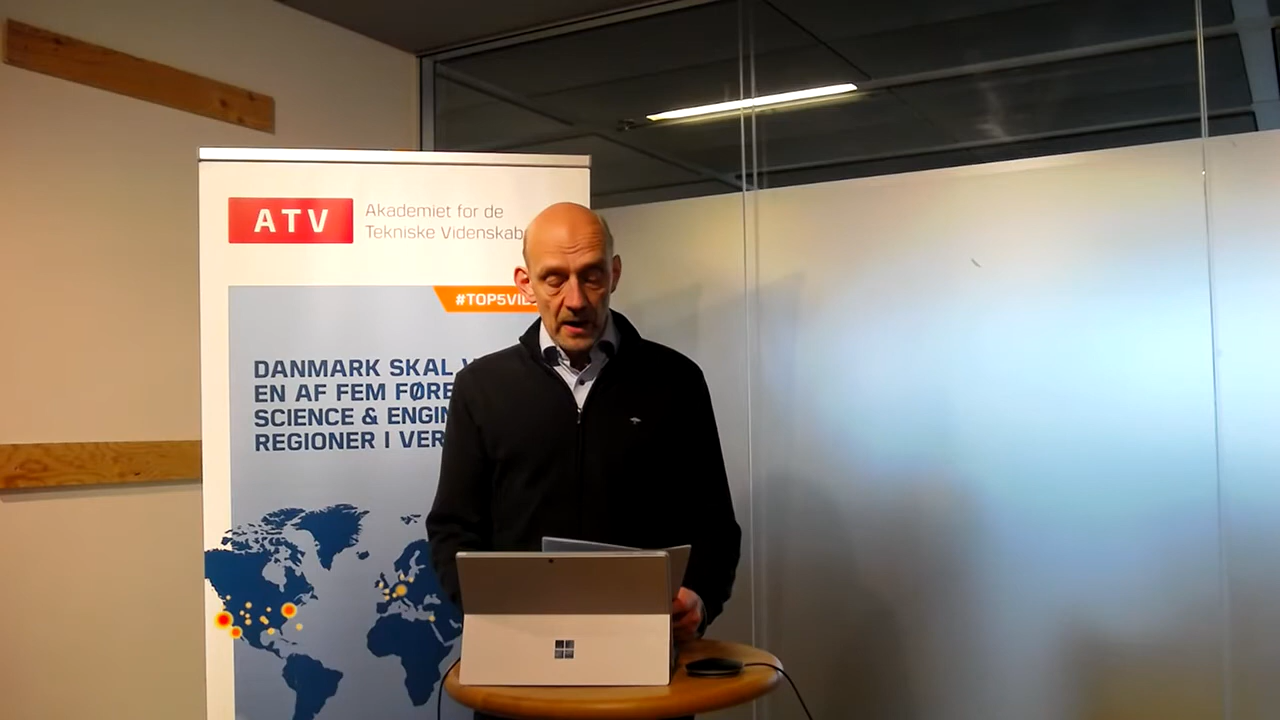 ATV
Akademiet for de
Tekniske Videnskab
#TOP5VI
DANMARK SKAL
EN AF FEM FØRE
SCIENCE & ENGIN
REGIONER I VER